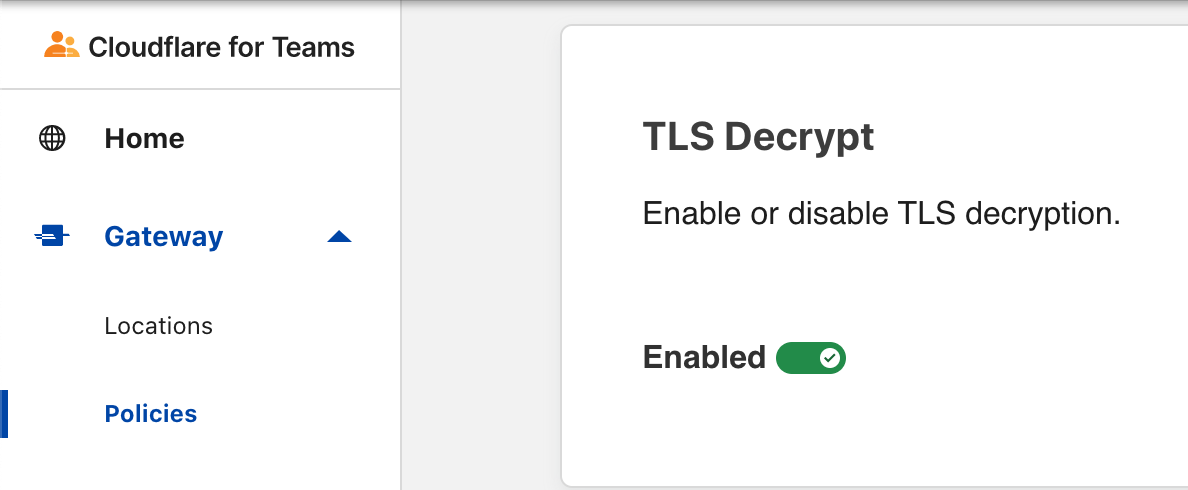 Cloudflare for Teams
Home
Gateway
Locations
Policies
TLS Decrypt
Enable or disable TLS decryption.
Enabled